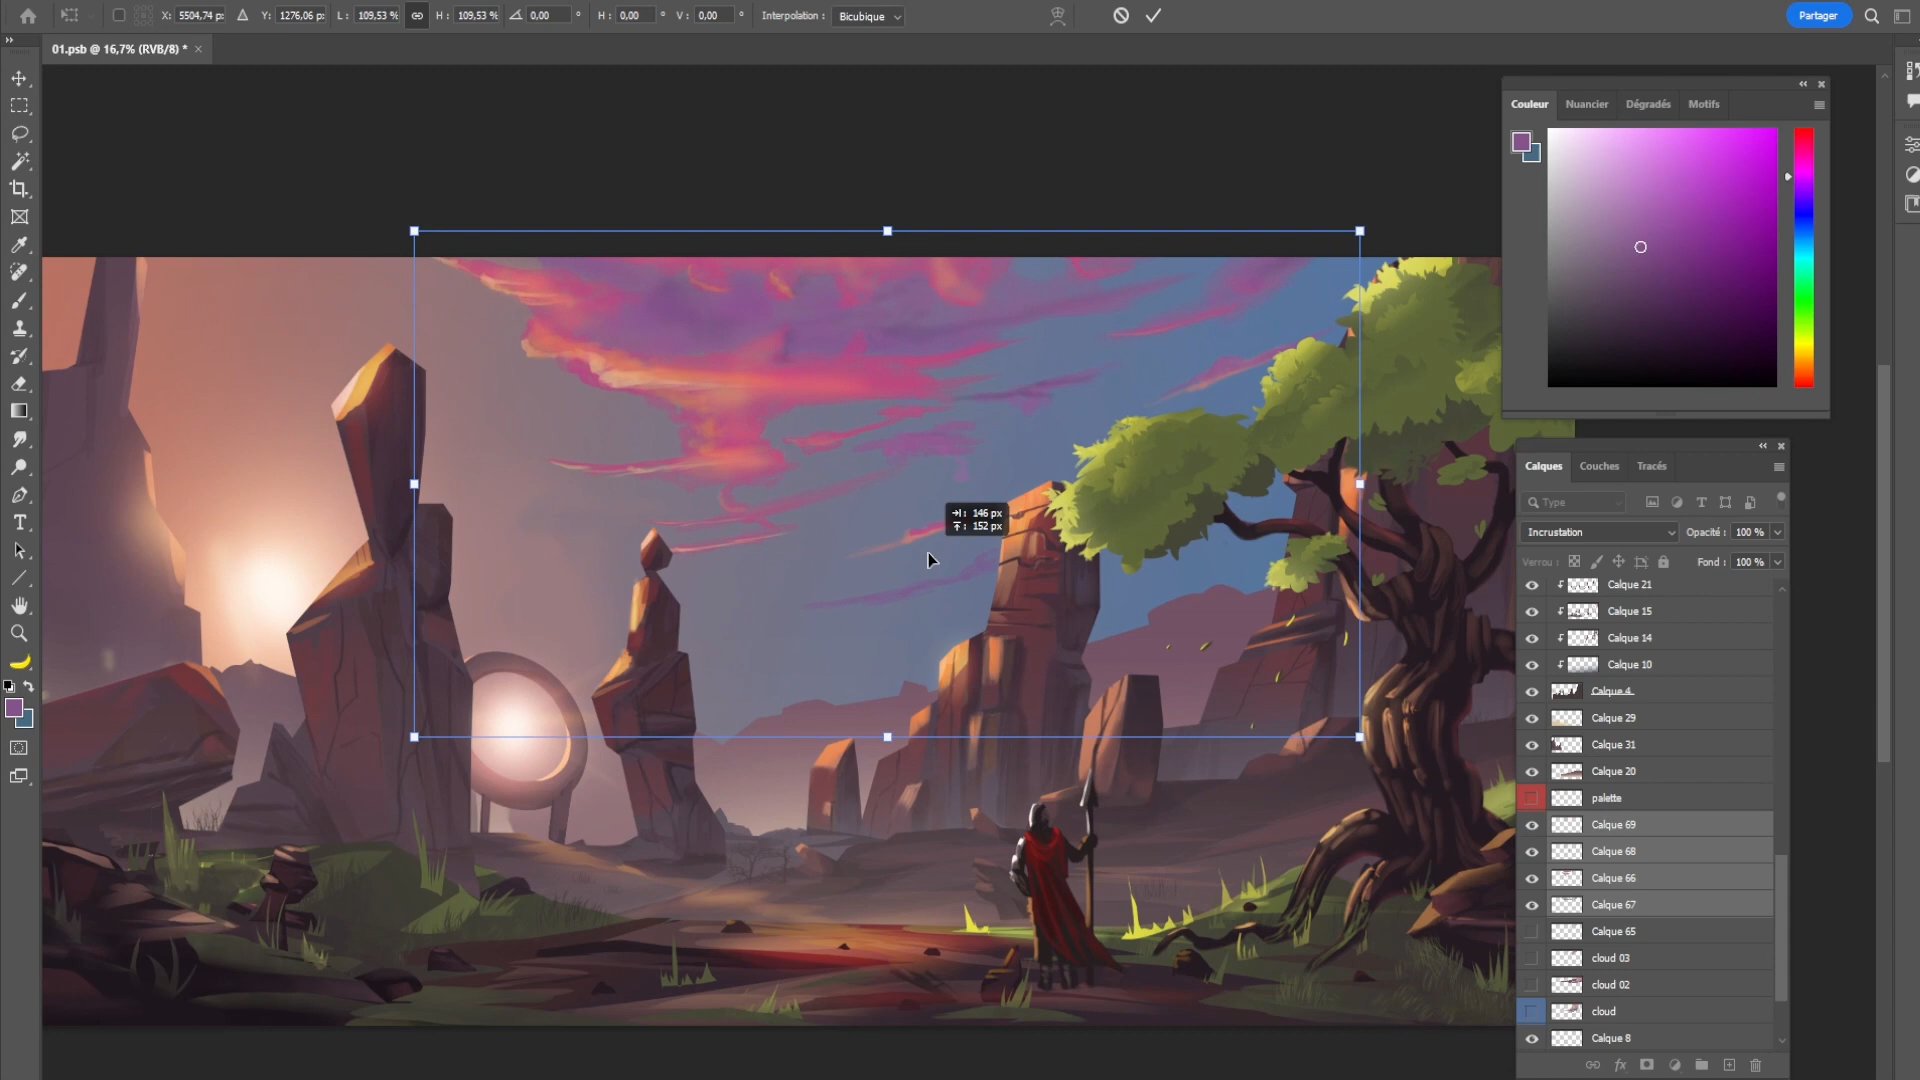 X: 5504,74 p: Δ Y: 1276,06 p: L : 109,53 % H : 109,53 % 0,00 ° H : 0,00 ° V : 0,00 ° Interpolation : Bicubique Partager
01.psb @ 16,7% (RVB/8) * ×
Couleur Nuancier Dégradés Motifs
146 px
152 px
Calques Couches Tracés
Type
Incrustation Opacité : 100 %
Verrou : Fond : 100 %
Calque 21
Calque 15
Calque 14
Calque 10
Calque 4
Calque 29
Calque 31
Calque 20
palette
Calque 69
Calque 68
Calque 66
Calque 67
Calque 65
cloud 03
cloud 02
cloud
Calque 8
fx